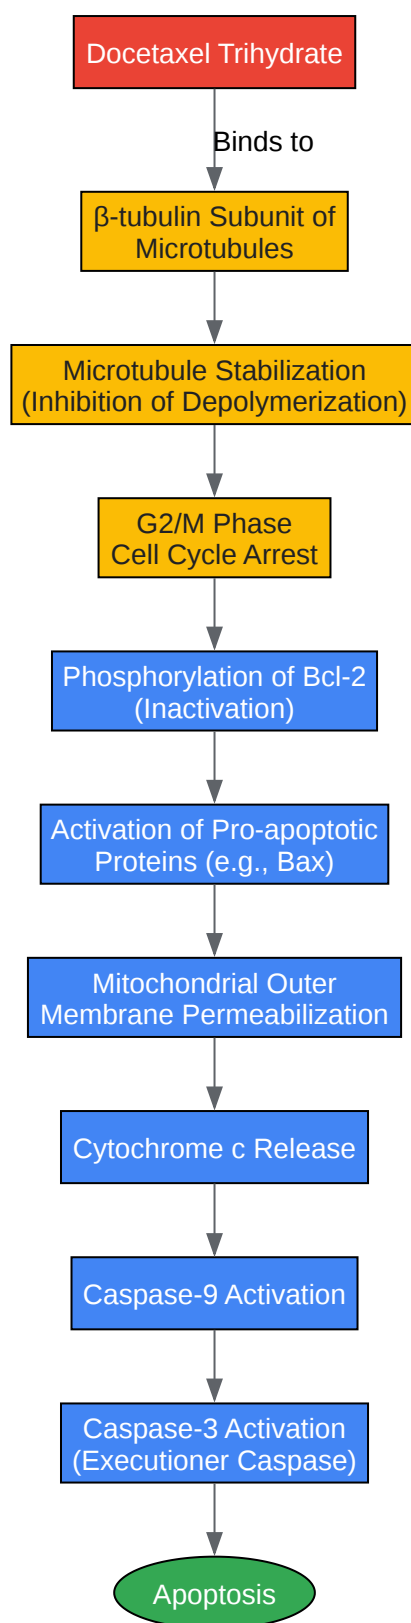 Docetaxel Trihydrate
Binds to
β-tubulin Subunit of
Microtubules
Microtubule Stabilization
(Inhibition of Depolymerization)
G2/M Phase
Cell Cycle Arrest
Phosphorylation of Bcl-2
(Inactivation)
Activation of Pro-apoptotic
Proteins (e.g., Bax)
Mitochondrial Outer
Membrane Permeabilization
Cytochrome c Release
Caspase-9 Activation
Caspase-3 Activation
(Executioner Caspase)
Apoptosis